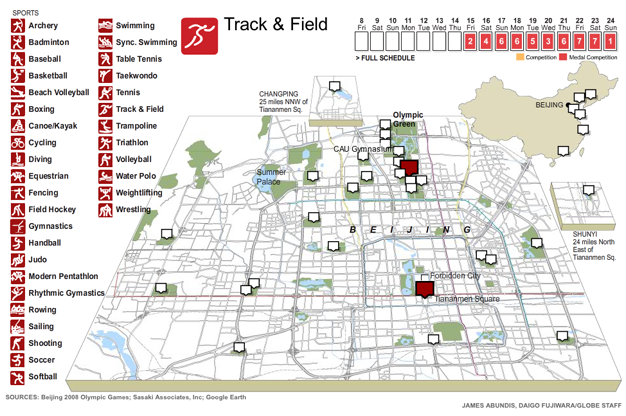 SPORTS
Archery
Badminton
Baseball
Basketball
Beach Volleyball
Boxing
Canoe/Kayak
Cycling
Diving
Equestrian
Fencing
Field Hockey
Gymnastics
Handball
Judo
Modern Pentathlon
Rhythmic Gymastics
Rowing
Sailing
Shooting
Soccer
Softball
Swimming
Sync. Swimming
Table Tennis
Taekwondo
Tennis
Track & Field
Trampoline
Triathlon
Volleyball
Water Polo
Weightlifting
Wrestling
Track & Field
8 9 10 11 12 13 14 15 16 17 18 19 20 21 22 23 24
Fri Sat Sun Mon Tue Wed Thu Fri Sat Sun Mon Tue Wed Thu Fri Sat Sun
2 4 6 6 5 3 6 7 7 1
> FULL SCHEDULE
Competition Medal Competition
CHANGPING
25 miles NNW of
Tiananmen Sq.
Olympic
Green
CAU Gymnasium
Summer
Palace
BEIJING
BEIJING
SHUNYI
24 miles North
East of
Tiananmen Sq.
Forbidden City
Tiananmen Square
SOURCES: Beijing 2008 Olympic Games; Sasaki Associates, Inc; Google Earth
JAMES ABUNDIS, DAIGO FUJIWARA/GLOBE STAFF